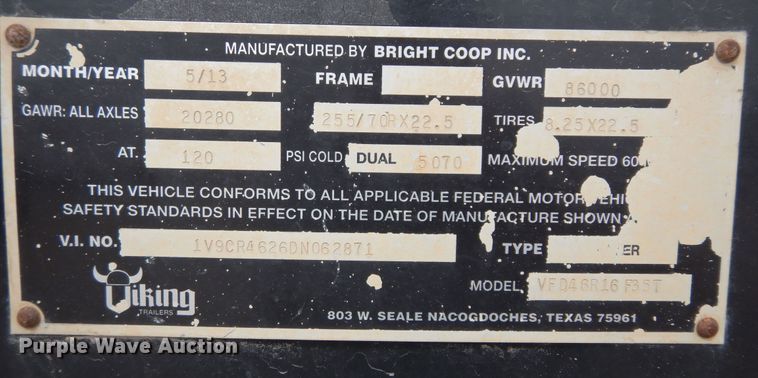 MANUFACTURED BY BRIGHT COOP INC.
MONTH/YEAR 5/13 FRAME GVWR 86000
GAWR: ALL AXLES 20280 255/70RX22.5 TIRES 8.25X22.5
AT. 120 PSI COLD DUAL 5070 MAXIMUM SPEED 60
THIS VEHICLE CONFORMS TO ALL APPLICABLE FEDERAL MOTOR
SAFETY STANDARDS IN EFFECT ON THE DATE OF MANUFACTURE SHOWN
V.I. NO. 1V9CR4626DN062871 TYPE ER
MODEL VFD46R16F35T
Viking
TRAILERS
803 W. SEALE NACOGDOCHES, TEXAS 75961
Purple Wave Auction